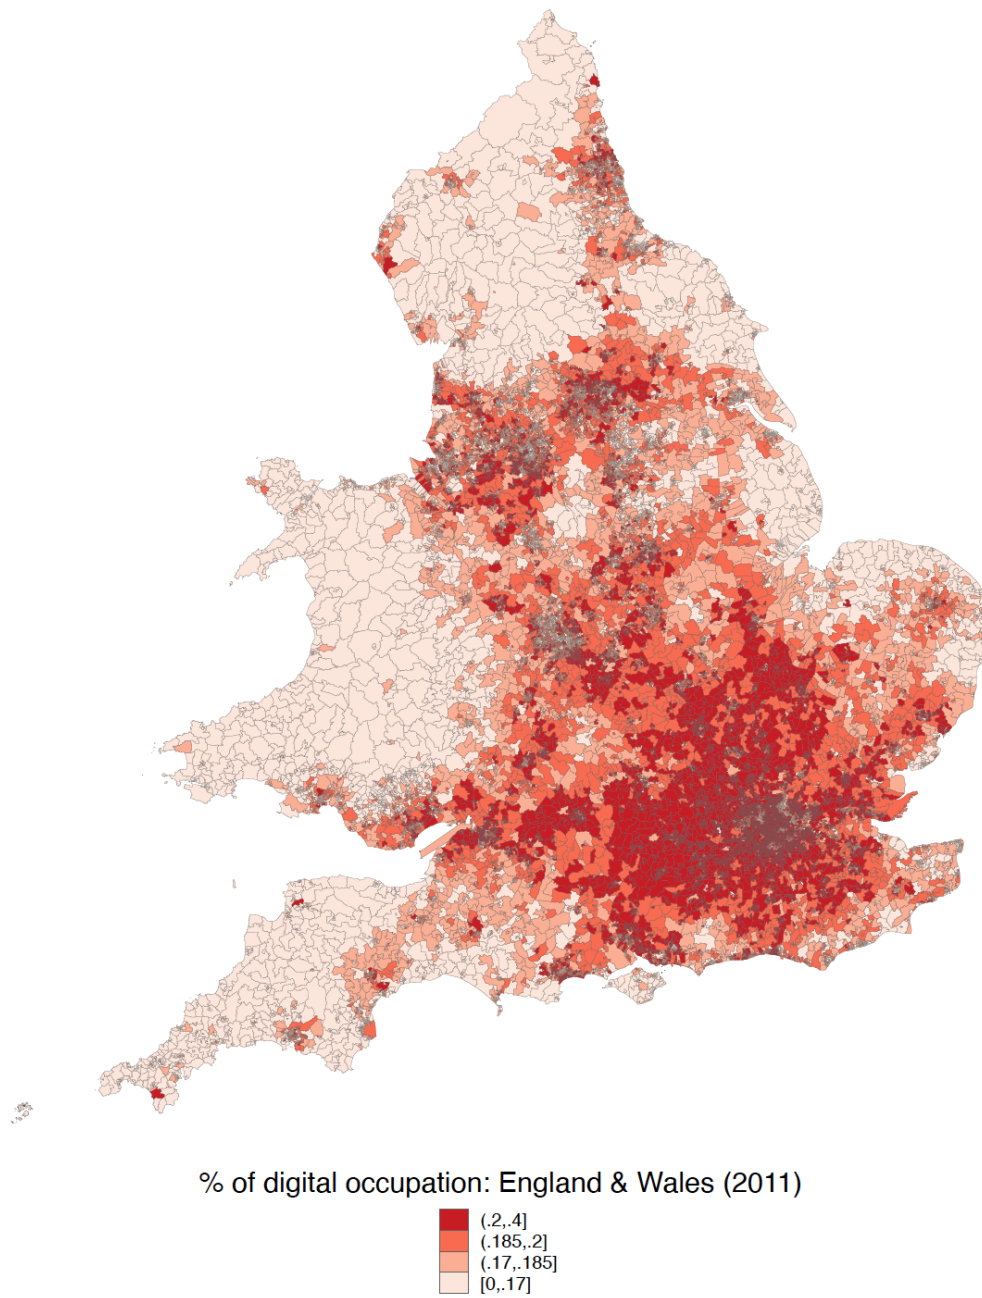 % of digital occupation: England & Wales (2011)
(.2,.4]
(.185,.2]
(.17,.185]
[0,.17]